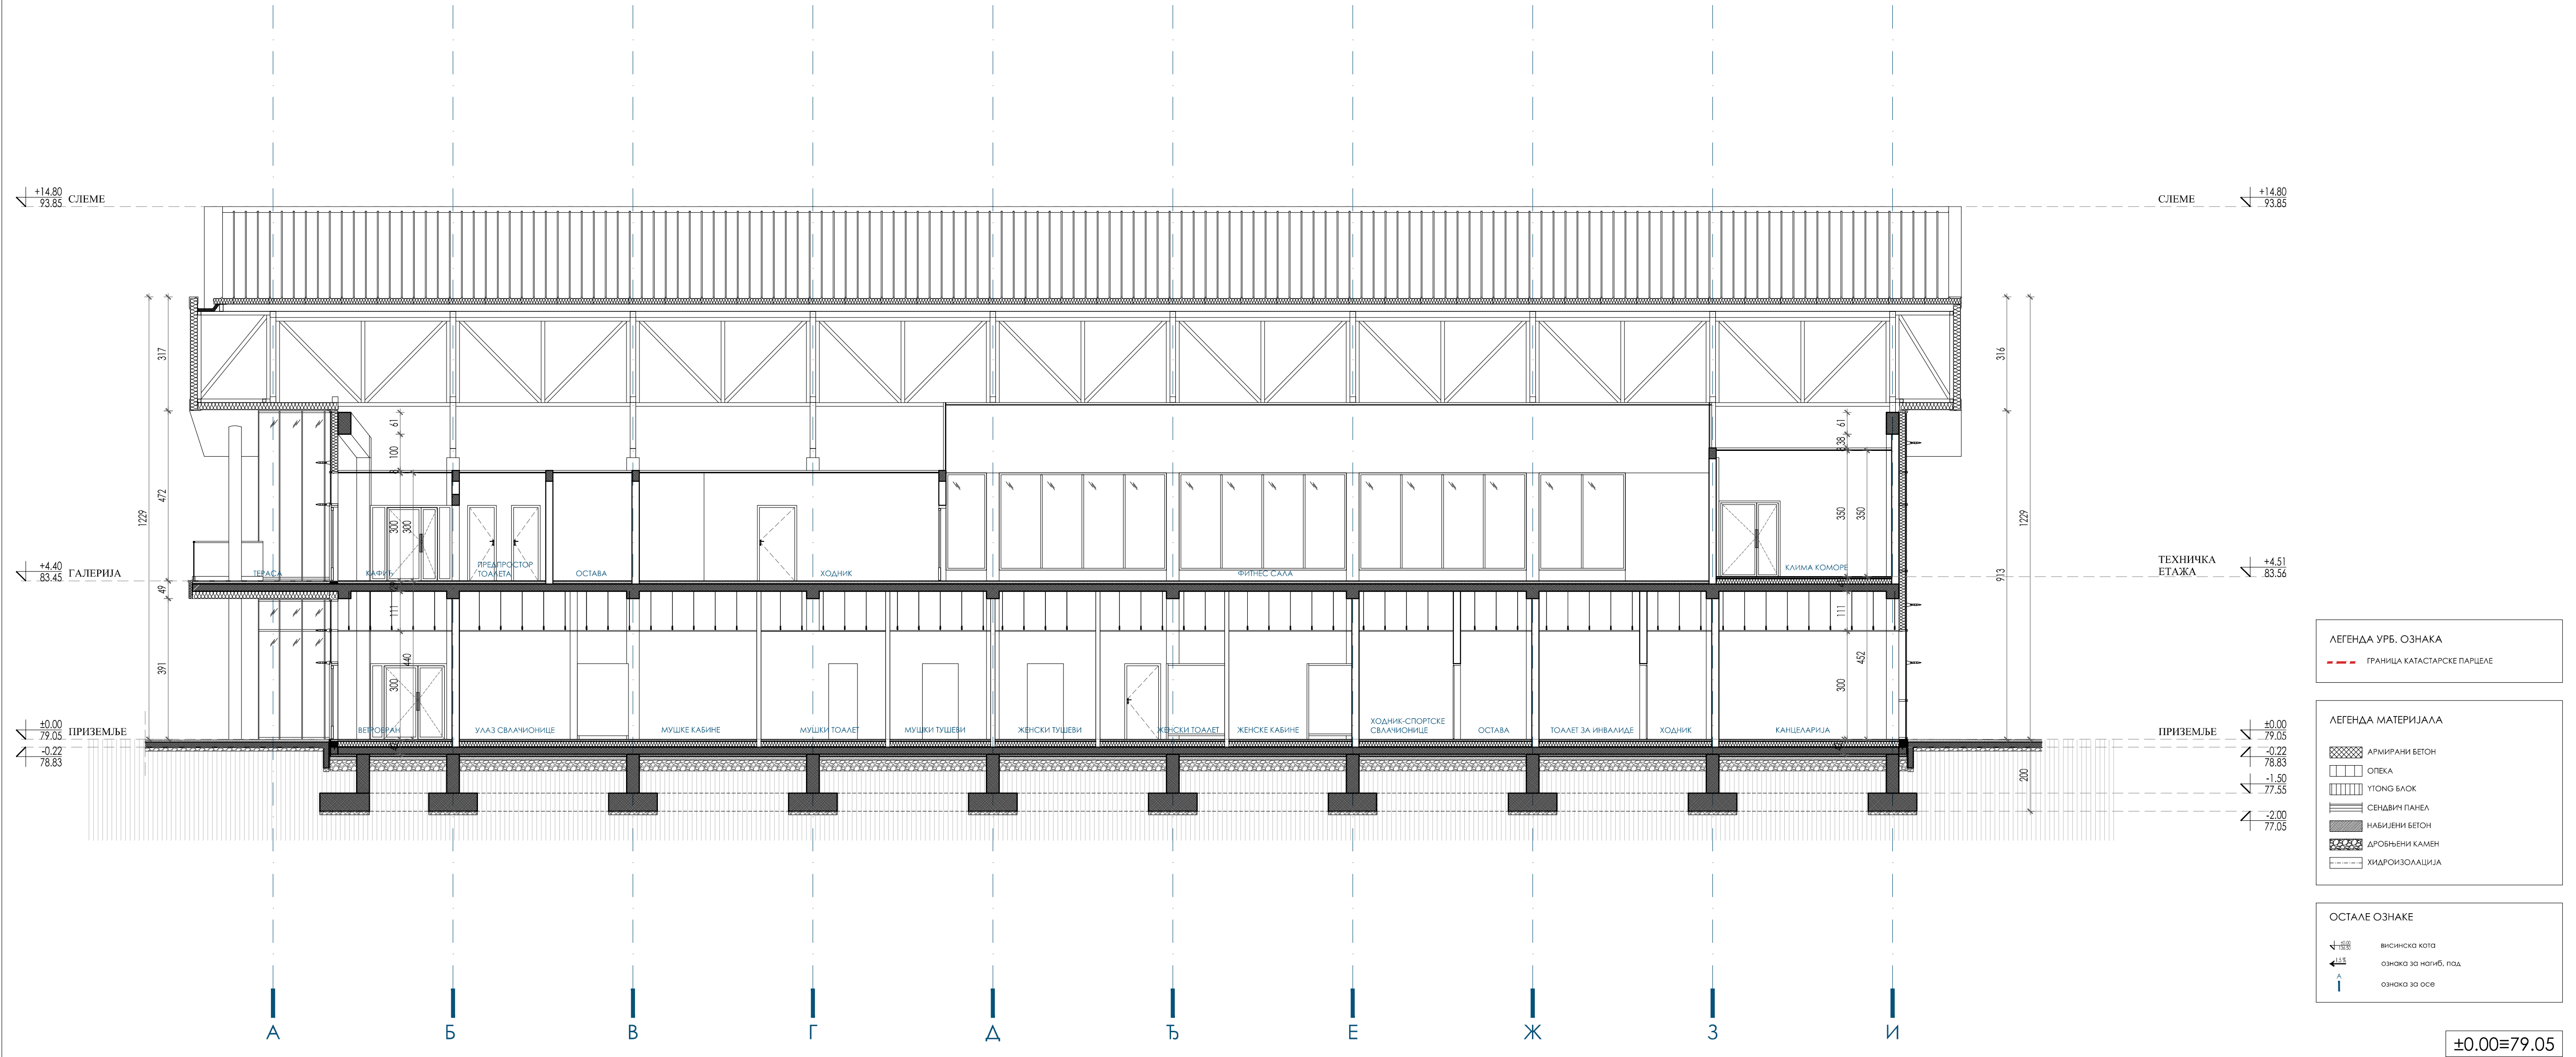 +14.80
93.85
СЛЕМЕ
СЛЕМЕ
+14.80
93.85
317
472
1229
49
391
61
100
8
300
300
61
38
350
350
316
913
1229
+4.40
83.45
ГАЛЕРИЈА
ТЕРАСА
КАФИЋ
ПРЕДПРОСТОР
ТОАЛЕТА
ОСТАВА
ХОДНИК
ФИТНЕС САЛА
КЛИМА КОМОРЕ
ТЕХНИЧКА
ЕТАЖА
+4.51
83.56
111
440
300
111
452
300
±0.00
79.05
ПРИЗЕМЉЕ
-0.22
78.83
ВЕТРОБРАН
УЛАЗ СВЛАЧИОНИЦЕ
МУШКЕ КАБИНЕ
МУШКИ ТОАЛЕТ
МУШКИ ТУШЕВИ
ЖЕНСКИ ТУШЕВИ
ЖЕНСКИ ТОАЛЕТ
ЖЕНСКЕ КАБИНЕ
ХОДНИК-СПОРТСКЕ
СВЛАЧИОНИЦЕ
ОСТАВА
ТОАЛЕТ ЗА ИНВАЛИДЕ
ХОДНИК
КАНЦЕЛАРИЈА
42
42
ПРИЗЕМЉЕ
±0.00
79.05
-0.22
78.83
-1.50
77.55
-2.00
77.05
200
А
Б
В
Г
Д
Ђ
Е
Ж
З
И
ЛЕГЕНДА УРБ. ОЗНАКА
ГРАНИЦА КАТАСТАРСКЕ ПАРЦЕЛЕ
ЛЕГЕНДА МАТЕРИЈАЛА
АРМИРАНИ БЕТОН
ОПЕКА
YTONG БЛОК
СЕНДВИЧ ПАНЕЛ
НАБИЈЕНИ БЕТОН
ДРОБЊЕНИ КАМЕН
ХИДРОИЗОЛАЦИЈА
ОСТАЛЕ ОЗНАКЕ
висинска кота
1.5%
ознака за нагиб, пад
А
ознака за осе
±0.00≡79.05